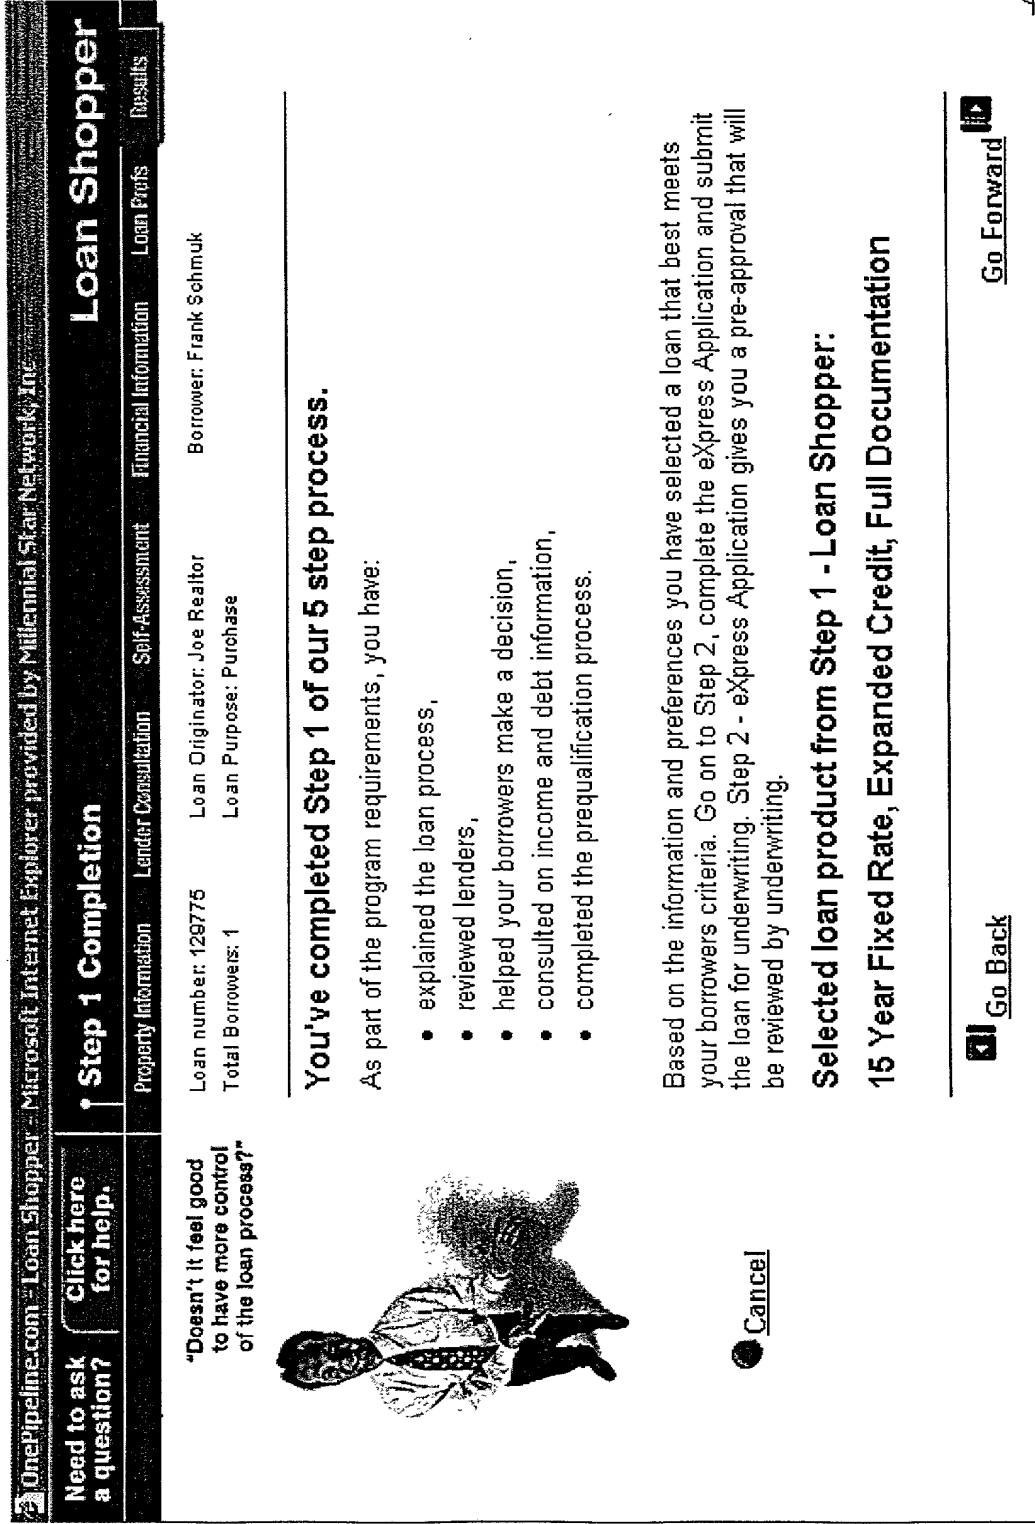 OnePipeline.com - Loan Shopper - Microsoft Internet Explorer provided by Millennial Star Network, Inc.
Need to ask
a question?
Click here
for help.
Step 1 Completion
Loan Shopper
Property Information Lender Consultation Self-Assessment Financial Information Loan Prefs Results
"Doesn't it feel good
to have more control
of the loan process?"
Cancel
Loan number: 129775 Loan Originator: Joe Realtor Borrower: Frank Schmuk
Total Borrowers: 1 Loan Purpose: Purchase
You've completed Step 1 of our 5 step process.
As part of the program requirements, you have:
• explained the loan process,
• reviewed lenders,
• helped your borrowers make a decision,
• consulted on income and debt information,
• completed the prequalification process.
Based on the information and preferences you have selected a loan that best meets
your borrowers criteria. Go on to Step 2, complete the eXpress Application and submit
the loan for underwriting. Step 2 - eXpress Application gives you a pre-approval that will
be reviewed by underwriting.
Selected loan product from Step 1 - Loan Shopper:
15 Year Fixed Rate, Expanded Credit, Full Documentation
Go Back
Go Forward